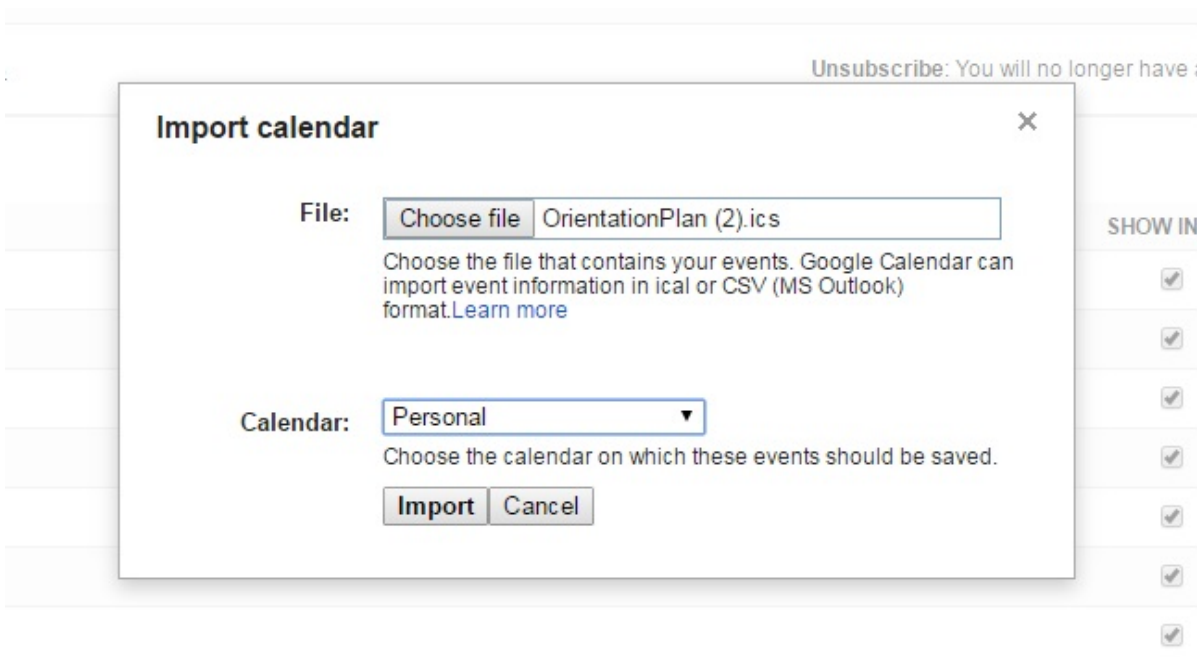 Unsubscribe: You will no longer have
Import calendar
File:
Choose file OrientationPlan (2).ics
SHOW IN
Choose the file that contains your events. Google Calendar can
import event information in ical or CSV (MS Outlook)
format.Learn more
Calendar:
Personal
Choose the calendar on which these events should be saved.
Import Cancel